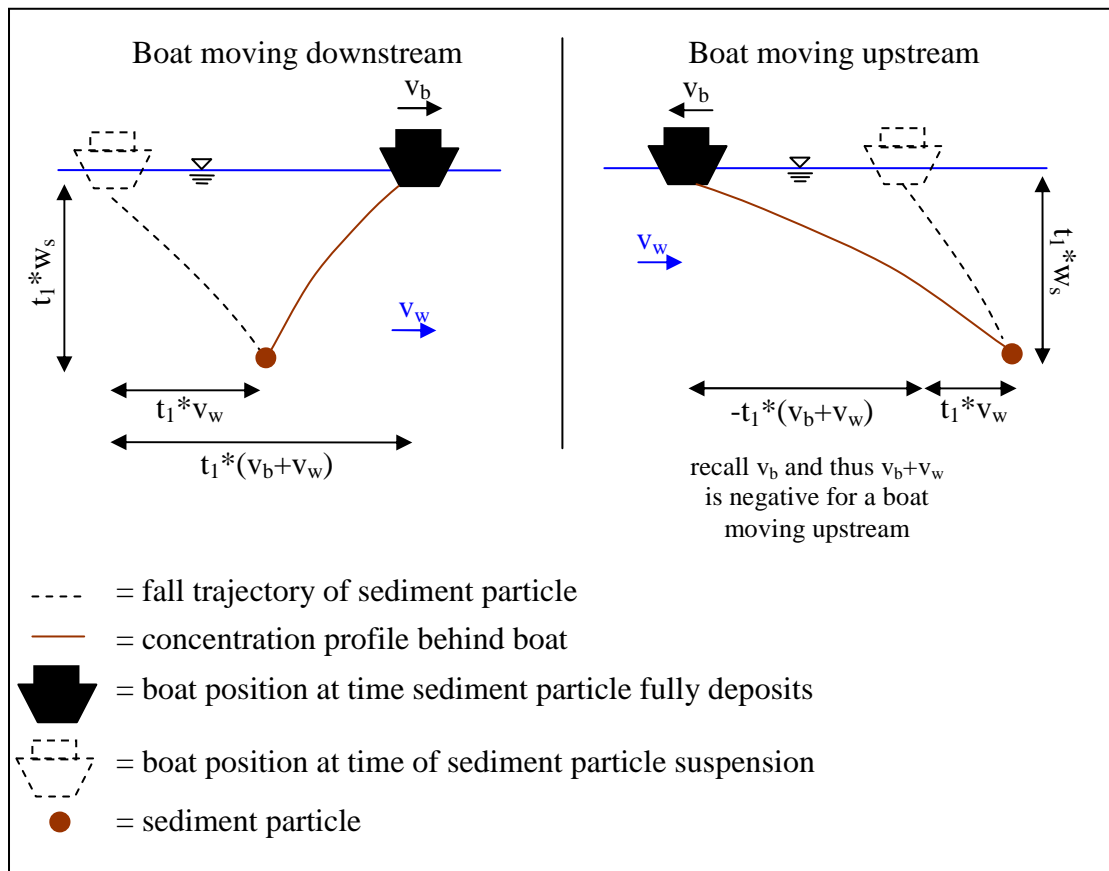 Boat moving downstream
v_b
t_1*w_s
v_w
t_1*v_w
t_1*(v_b+v_w)
Boat moving upstream
v_b
v_w
t_1*w_s
-t_1*(v_b+v_w)
t_1*v_w
recall v_b and thus v_b+v_w
is negative for a boat
moving upstream
= fall trajectory of sediment particle
= concentration profile behind boat
= boat position at time sediment particle fully deposits
= boat position at time of sediment particle suspension
= sediment particle